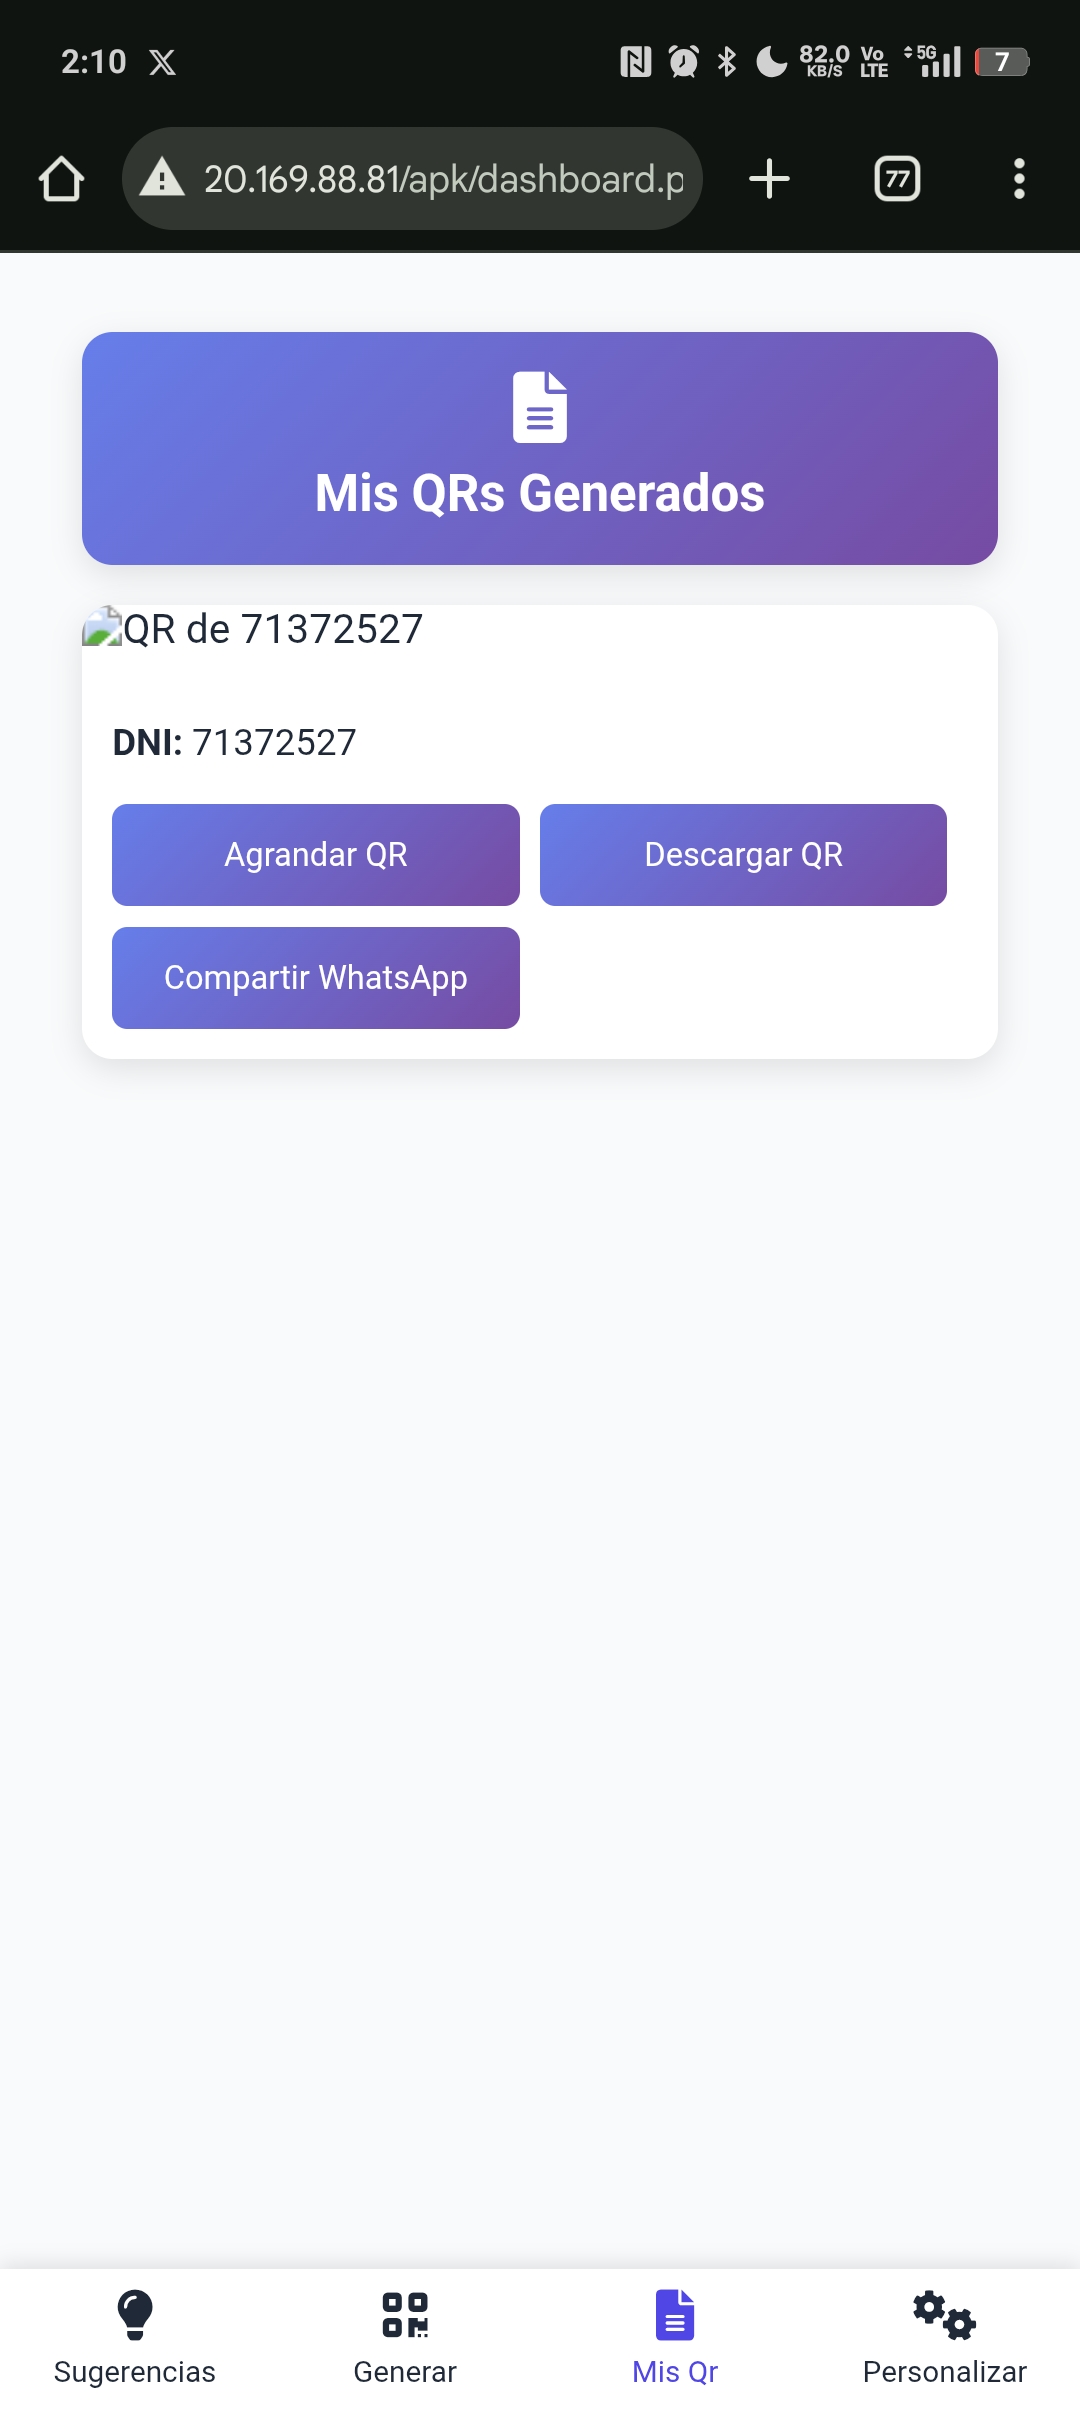 2:10
82.0
KB/S
Vo
LTE
5G
7
20.169.88.81/apk/dashboard.p
77
Mis QRs Generados
QR de 71372527
DNI: 71372527
Agrandar QR
Descargar QR
Compartir WhatsApp
Sugerencias
Generar
Mis Qr
Personalizar